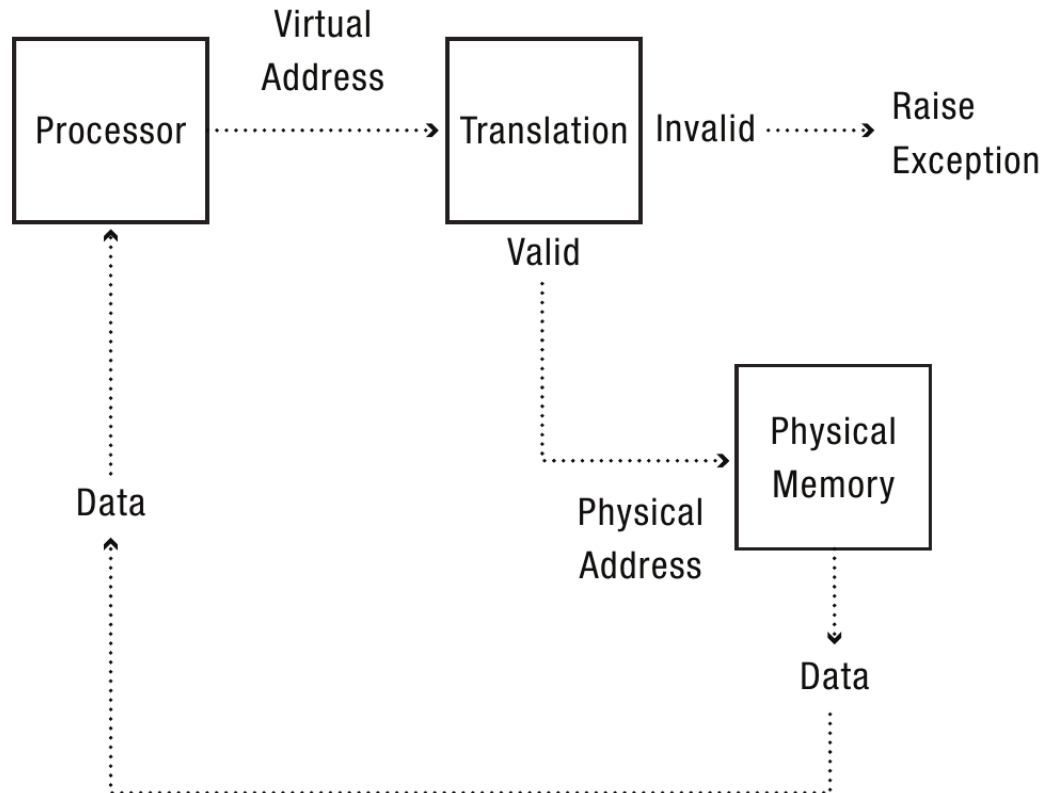 Virtual
Address
Processor
Translation
Invalid
Raise
Exception
Valid
Physical
Memory
Physical
Address
Data
Data